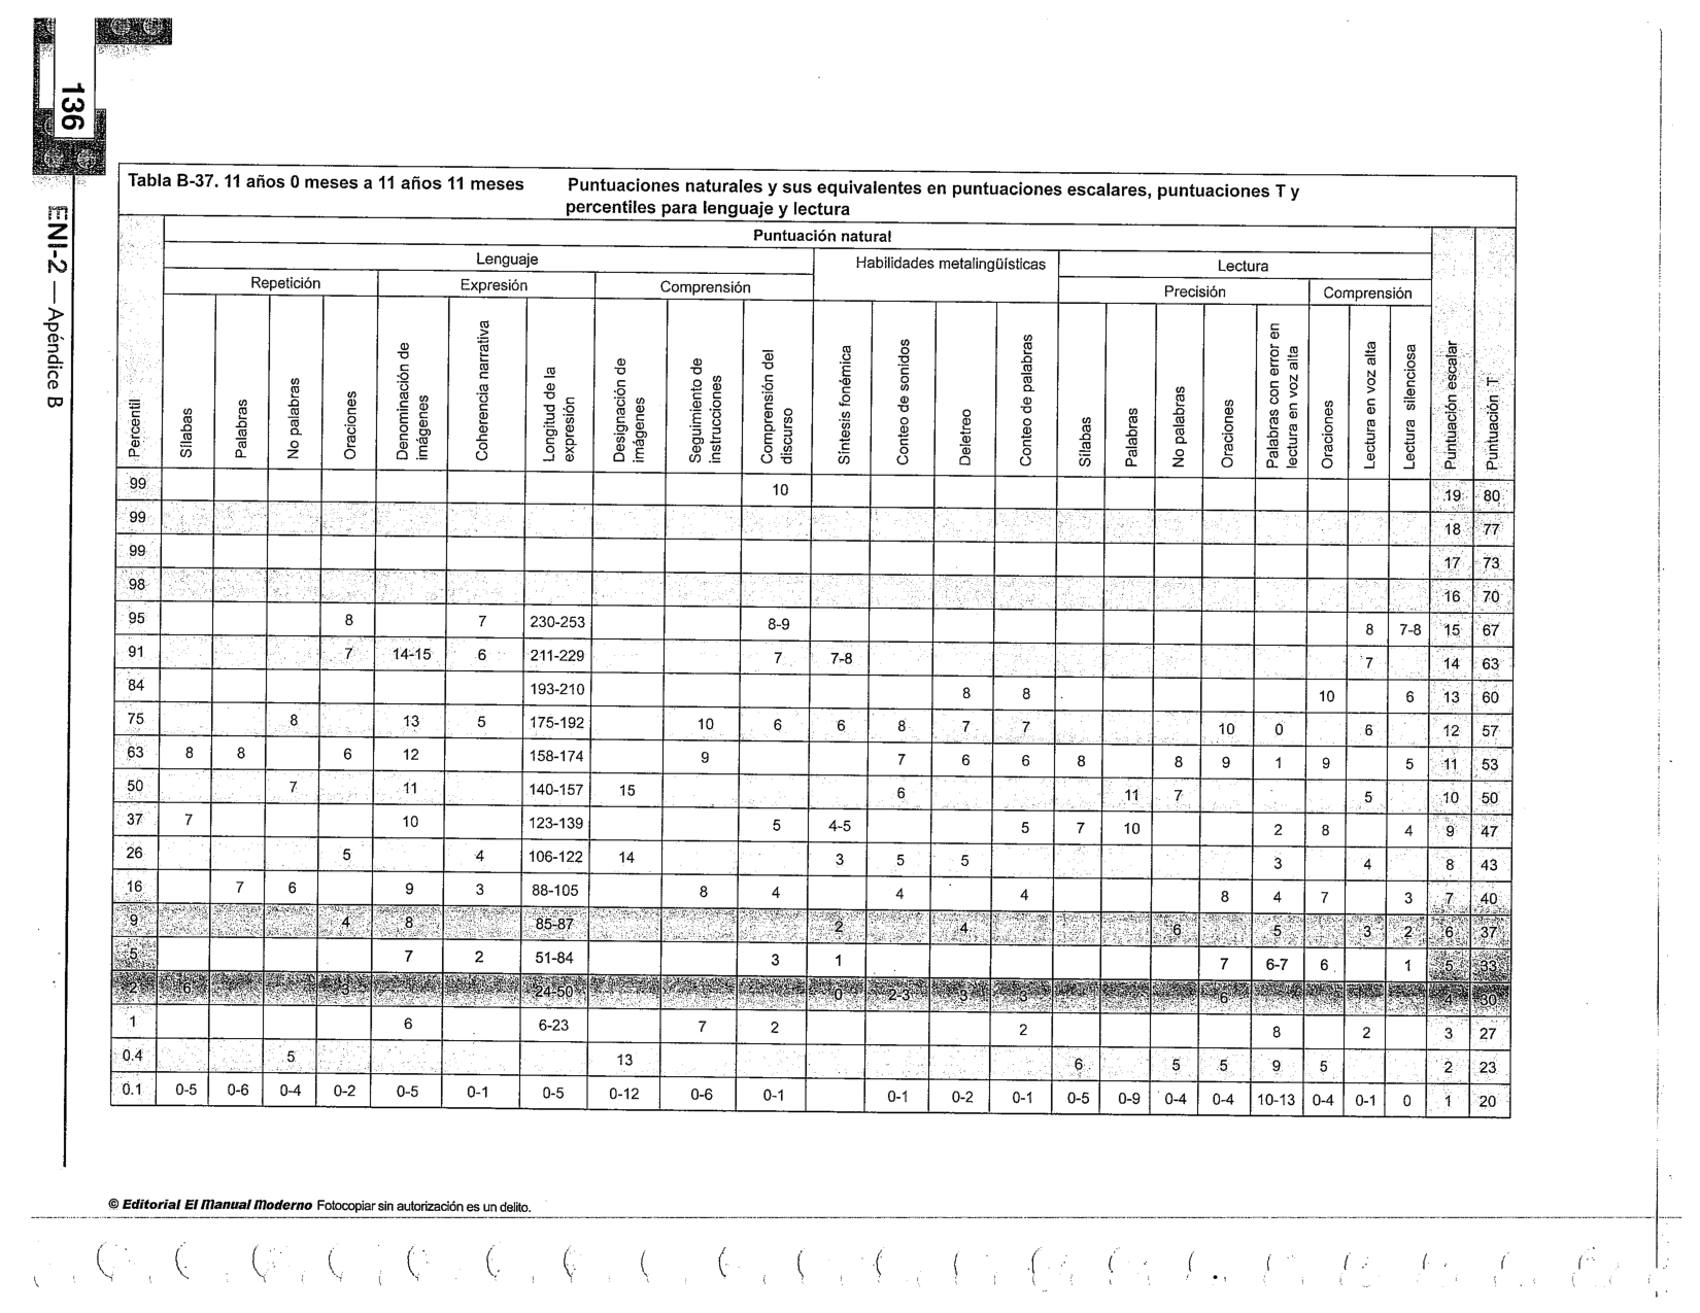 136
ENI-2 — Apéndice B
Tabla B-37. 11 años 0 meses a 11 años 11 meses Puntuaciones naturales y sus equivalentes en puntuaciones escalares, puntuaciones T y
percentiles para lenguaje y lectura
Puntuación natural
Lenguaje Habilidades metalingüísticas Lectura
Repetición Expresión Comprensión Precisión Comprensión
Percentil Sílabas Palabras No palabras Oraciones Denominación de imágenes Coherencia narrativa Longitud de la expresión Designación de imágenes Seguimiento de instrucciones Comprensión del discurso Síntesis fonémica Conteo de sonidos Deletreo Conteo de palabras Sílabas Palabras No palabras Oraciones Palabras con error en lectura en voz alta Oraciones Lectura en voz alta Lectura silenciosa Puntuación escalar Puntuación T
99 10 19 80
99 18 77
99 17 73
98 16 70
95 8 7 230-253 8-9 8 7-8 15 67
91 7 14-15 6 211-229 7 7-8 7 14 63
84 193-210 8 8 10 6 13 60
75 8 13 5 175-192 10 6 6 8 7 7 10 0 6 12 57
63 8 8 6 12 158-174 9 7 6 6 8 8 9 1 9 5 11 53
50 7 11 140-157 15 6 11 7 5 10 50
37 7 10 123-139 5 4-5 5 7 10 2 8 4 9 47
26 5 4 106-122 14 3 5 5 3 4 8 43
16 7 6 9 3 88-105 8 4 4 4 8 4 7 3 7 40
9 4 8 85-87 2 4 6 5 3 2 6 37
5 7 2 51-84 3 1 7 6-7 6 1 5 33
2 6 3 24-50 0 2-3 3 3 6 4 30
1 6 6-23 7 2 2 8 2 3 27
0.4 5 13 6 5 5 9 5 2 23
0.1 0-5 0-6 0-4 0-2 0-5 0-1 0-5 0-12 0-6 0-1 0-1 0-2 0-1 0-5 0-9 0-4 0-4 10-13 0-4 0-1 0 1 20
© Editorial El Manual Moderno Fotocopiar sin autorización es un delito.